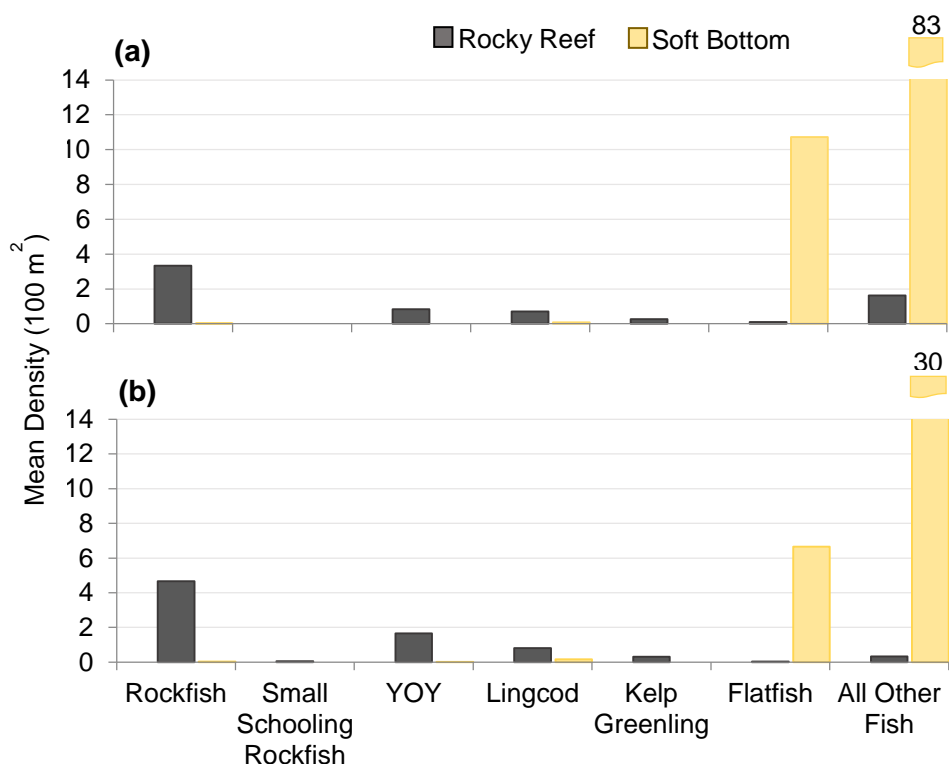 (a)
Rocky Reef
Soft Bottom
83
14
12
10
8
6
4
2
0
Mean Density (100 m²)
(b)
30
14
12
10
8
6
4
2
0
Rockfish
Small
Schooling
Rockfish
YOY
Lingcod
Kelp
Greenling
Flatfish
All Other
Fish